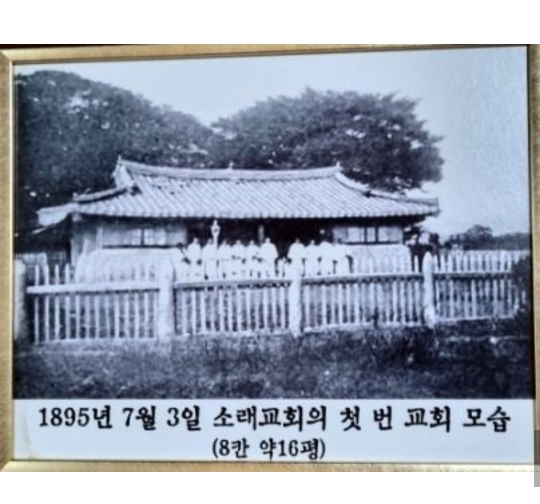 1895년 7월 3일 소래교회의 첫 번 교회 모습
(8칸 약16평)